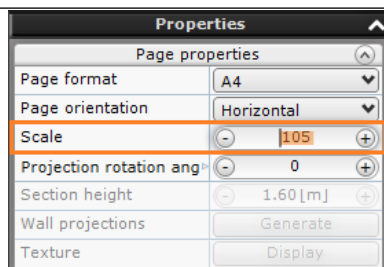 Properties
Page properties
Page format A4
Page orientation Horizontal
Scale - 105 +
Projection rotation ang - 0 +
Section height - 1.60[m] +
Wall projections Generate
Texture Display